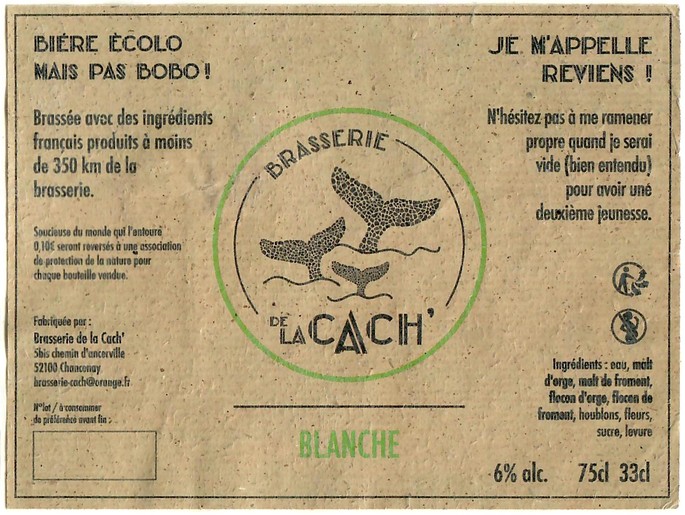 BIÉRE ÉCOLO
MAIS PAS BOBO !
Brassée avec des ingrédients
français produits à moins
de 350 km de la
brasserie.
Soucieuse du monde qui l'entoure
0,10€ seront reversés à une association
de protection de la nature pour
chaque bouteille vendue.
Fabriquée par :
Brasserie de la Cach'
5bis chemin d'ancerville
52100 Chancenay
brasserie-cach@orange.fr
N°lot / à consommer
de préférence avant fin :
BRASSERIE
DE LA CACH'
BLANCHE
JE M'APPELLE
REVIENS !
N'hésitez pas à me ramener
propre quand je serai
vide (bien entendu)
pour avoir une
deuxième jeunesse.
Ingrédients : eau, malt
d'orge, malt de froment,
flocon d'orge, flocon de
froment, houblons, fleurs,
sucre, levure
6% alc. 75cl 33cl